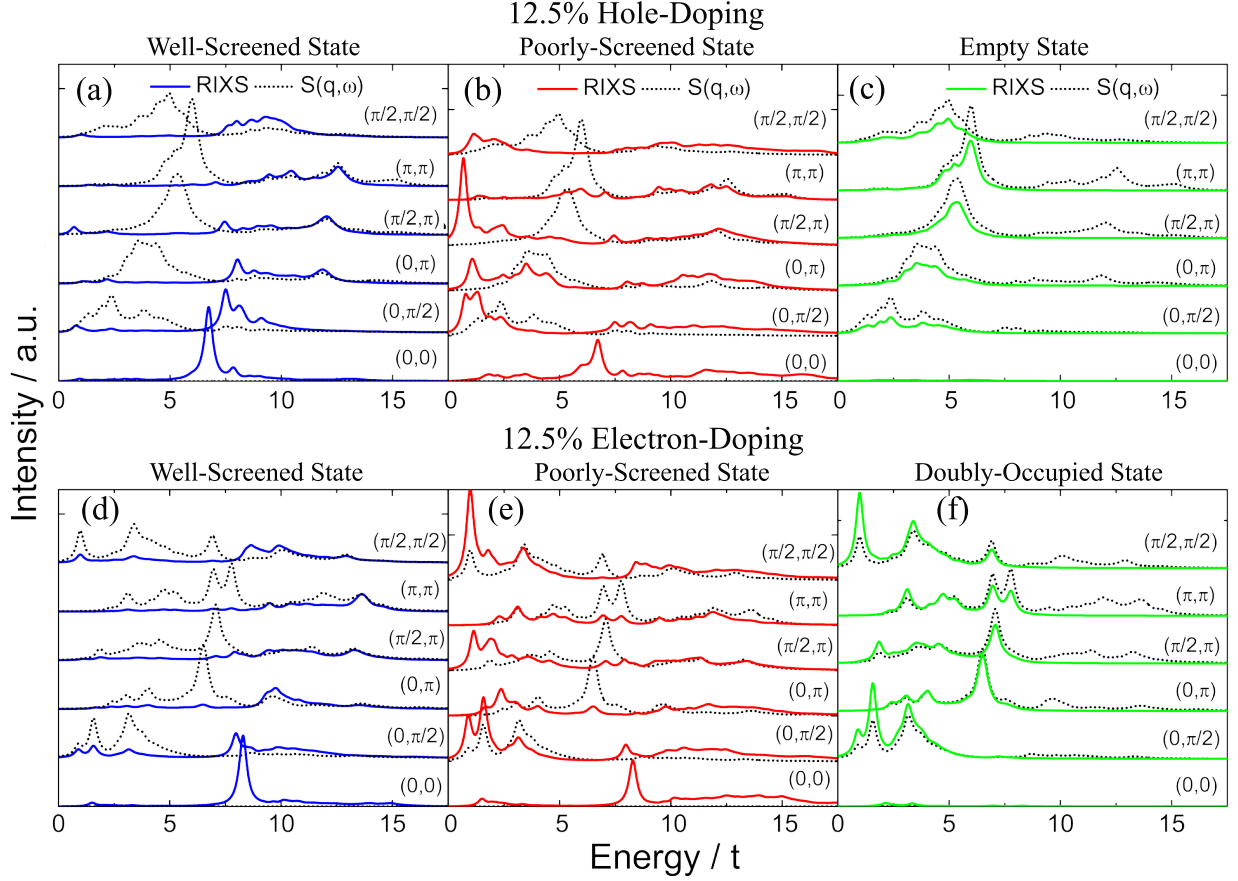 12.5% Hole-Doping
Well-Screened State
Poorly-Screened State
Empty State
(a)
RIXS
S(q,ω)
(π/2,π/2)
(π,π)
(π/2,π)
(0,π)
(0,π/2)
(0,0)
0 5 10 15
(b)
RIXS
S(q,ω)
(π/2,π/2)
(π,π)
(π/2,π)
(0,π)
(0,π/2)
(0,0)
0 5 10 15
(c)
RIXS
S(q,ω)
(π/2,π/2)
(π,π)
(π/2,π)
(0,π)
(0,π/2)
(0,0)
0 5 10 15
Intensity / a.u.
12.5% Electron-Doping
Well-Screened State
Poorly-Screened State
Doubly-Occupied State
(d)
(π/2,π/2)
(π,π)
(π/2,π)
(0,π)
(0,π/2)
(0,0)
0 5 10 15
(e)
(π/2,π/2)
(π,π)
(π/2,π)
(0,π)
(0,π/2)
(0,0)
0 5 10 15
(f)
(π/2,π/2)
(π,π)
(π/2,π)
(0,π)
(0,π/2)
(0,0)
0 5 10 15
Energy / t